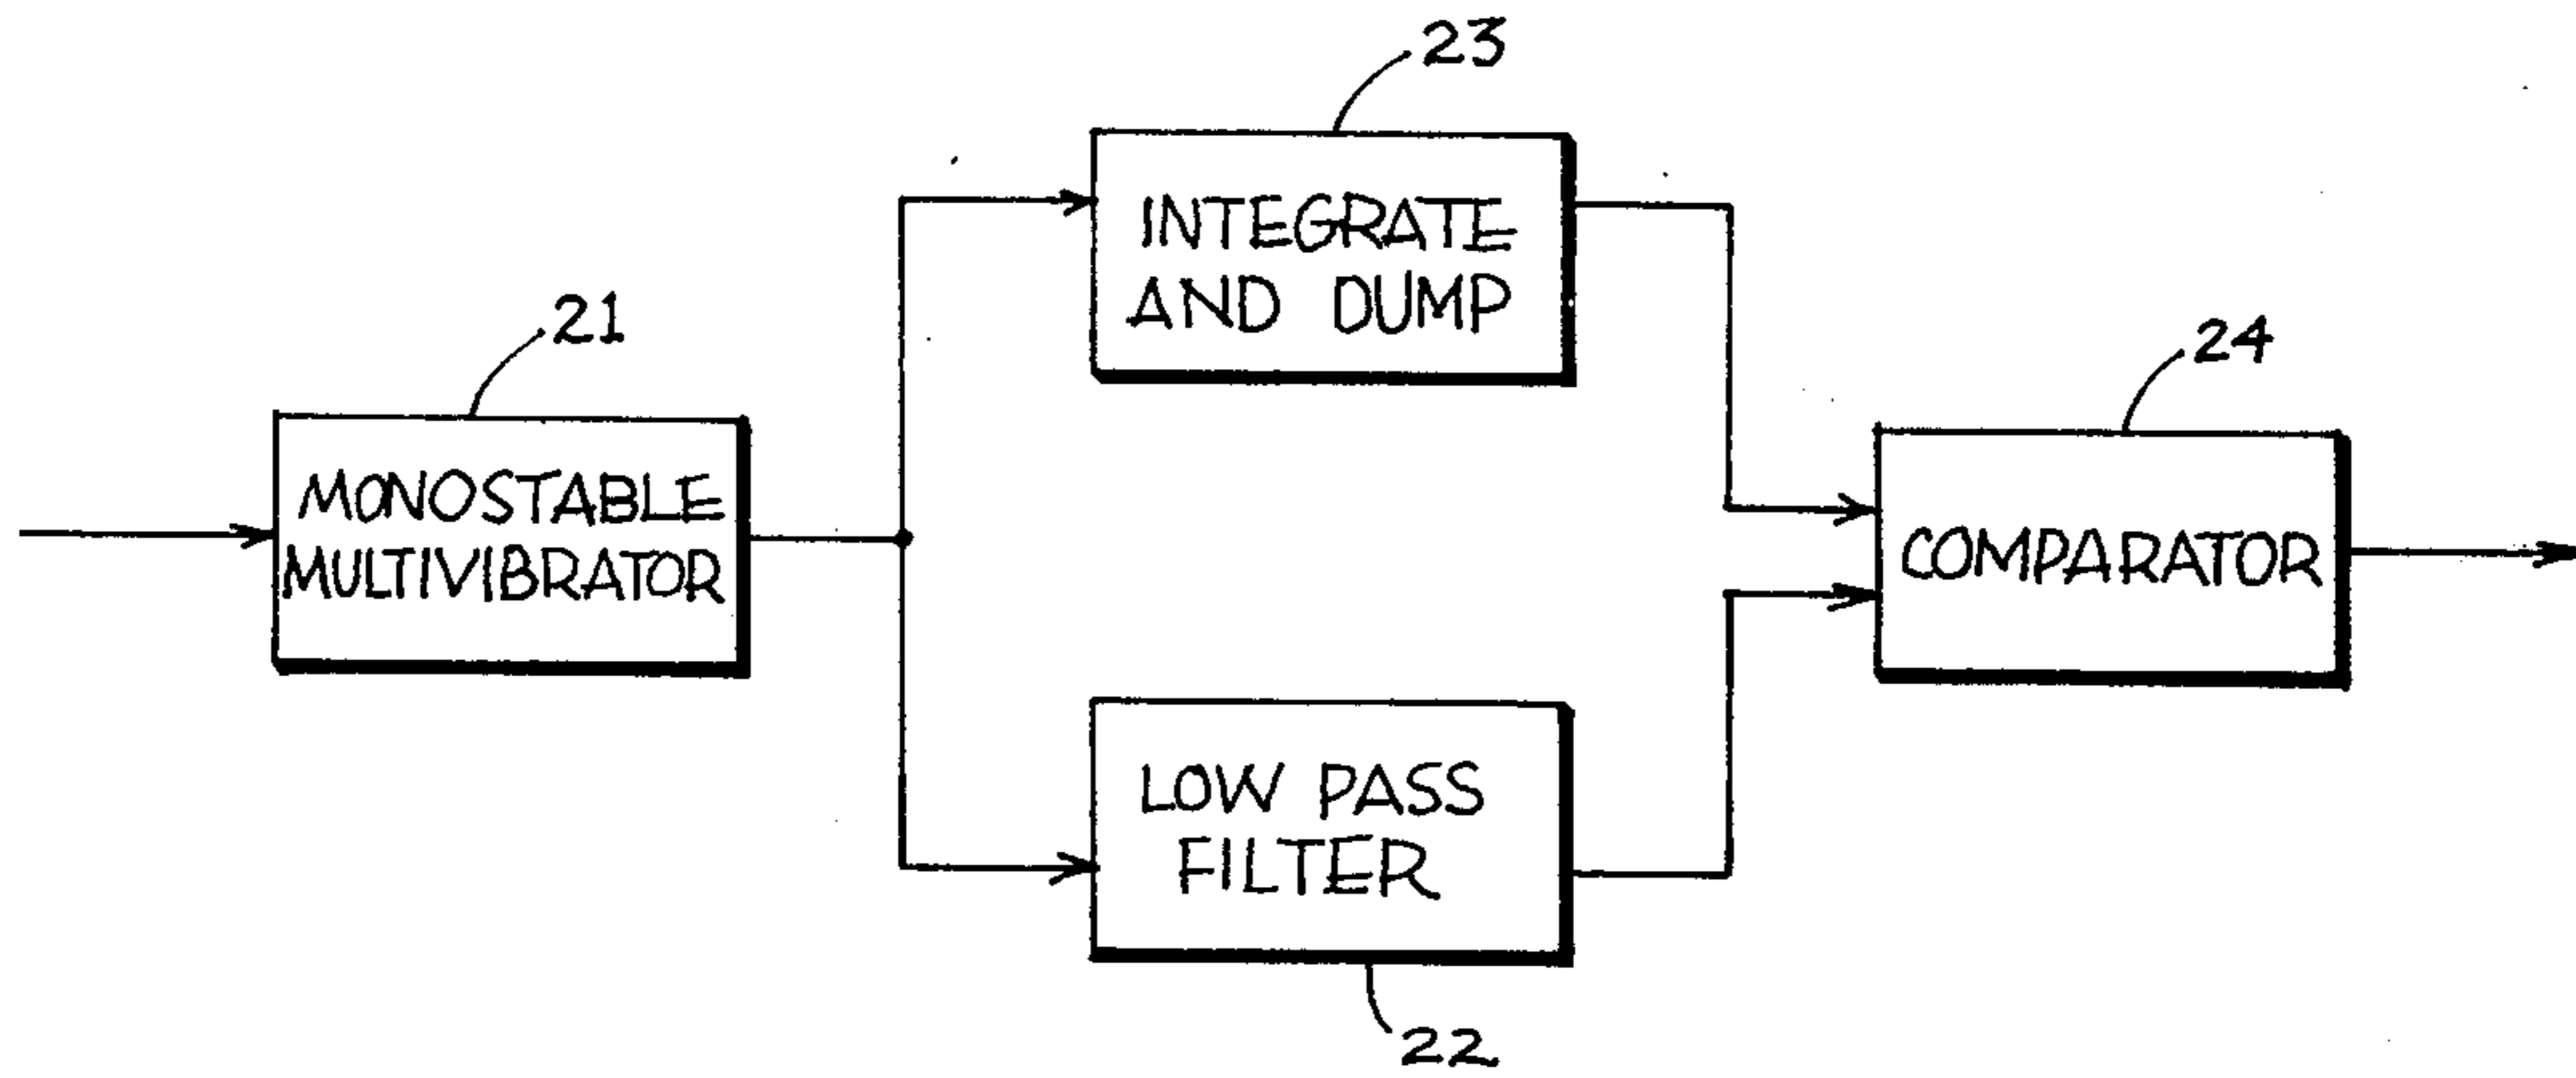 23
INTEGRATE
AND DUMP
21
MONOSTABLE
MULTIVIBRATOR
24
COMPARATOR
LOW PASS
FILTER
22